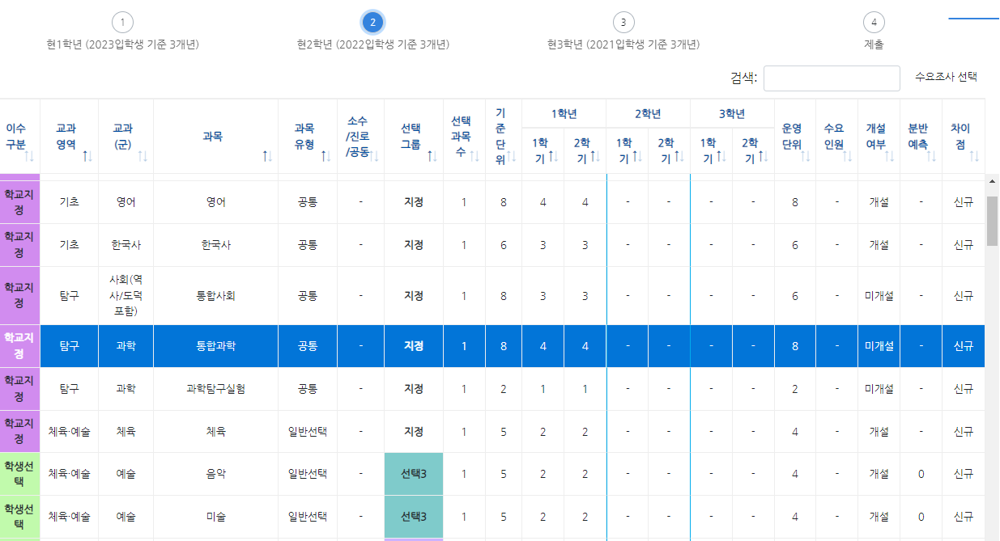 1 2 3 4
현1학년 (2023입학생 기준 3개년) 현2학년 (2022입학생 기준 3개년) 현3학년 (2021입학생 기준 3개년) 제출
검색: 수요조사 선택
이수 구분 교과 영역 교과 (군) 과목 과목 유형 소수 /진로 /공동 선택 그룹 선택 과목 수 기 준 단 위 1학년 2학년 3학년 운영 단위 수요 인원 개설 여부 분반 예측 차이 점
1학 기 2학 기 1학 기 2학 기 1학 기 2학 기
학교지정 기초 영어 영어 공통 - 지정 1 8 4 4 - - - - 8 - 개설 - 신규
학교지정 기초 한국사 한국사 공통 - 지정 1 6 3 3 - - - - 6 - 개설 - 신규
학교지정 탐구 사회(역사/도덕포함) 통합사회 공통 - 지정 1 8 3 3 - - - - 6 - 미개설 - 신규
학교지정 탐구 과학 통합과학 공통 - 지정 1 8 4 4 - - - - 8 - 미개설 - 신규
학교지정 탐구 과학 과학탐구실험 공통 - 지정 1 2 1 1 - - - - 2 - 미개설 - 신규
학교지정 체육·예술 체육 체육 일반선택 - 지정 1 5 2 2 - - - - 4 - 개설 - 신규
학생선택 체육·예술 예술 음악 일반선택 - 선택3 1 5 2 2 - - - - 4 - 개설 0 신규
학생선택 체육·예술 예술 미술 일반선택 - 선택3 1 5 2 2 - - - - 4 - 개설 0 신규